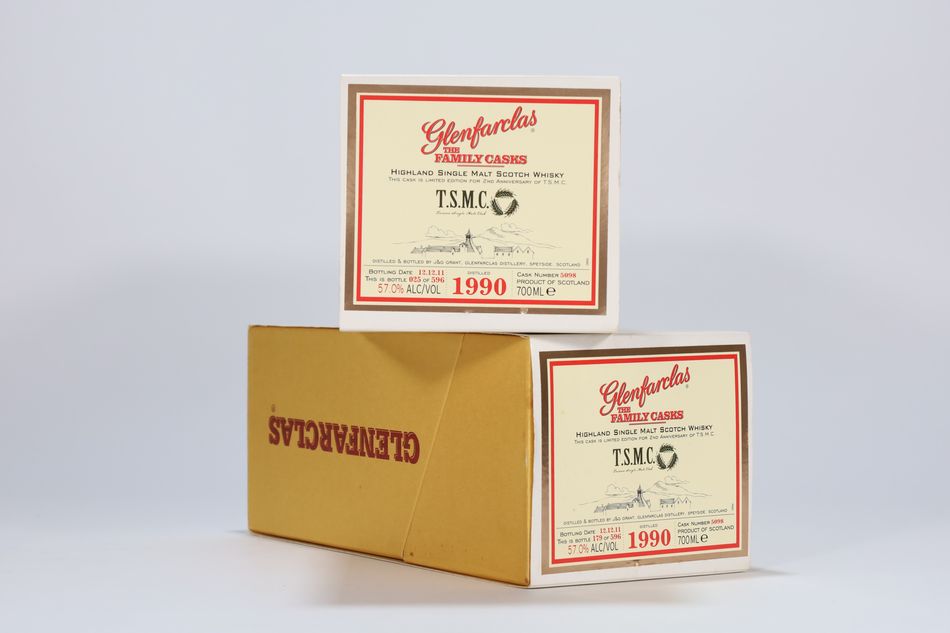 Glenfarclas
THE
FAMILY CASKS
HIGHLAND SINGLE MALT SCOTCH WHISKY
THIS CASK IS LIMITED EDITION FOR 2ND ANNIVERSARY OF T.S.M.C.
T.S.M.C.
Taiwan Single Malt Club
DISTILLED & BOTTLED BY J&G GRANT, GLENFARCLAS DISTILLERY, SPEYSIDE, SCOTLAND
BOTTLING DATE 12.12.11
THIS IS BOTTLE 025 OF 596
57.0% ALC/VOL
DISTILLED
1990
CASK NUMBER 5098
PRODUCT OF SCOTLAND
700ML e
GLENFARCLAS®
Glenfarclas
THE
FAMILY CASKS
HIGHLAND SINGLE MALT SCOTCH WHISKY
THIS CASK IS LIMITED EDITION FOR 2ND ANNIVERSARY OF T.S.M.C.
T.S.M.C.
DISTILLED & BOTTLED BY J&G GRANT, GLENFARCLAS DISTILLERY, SPEYSIDE, SCOTLAND
BOTTLING DATE 12.12.11
THIS IS BOTTLE 179 OF 596
57.0% ALC/VOL
DISTILLED
1990
CASK NUMBER 5098
PRODUCT OF SCOTLAND
700ML e